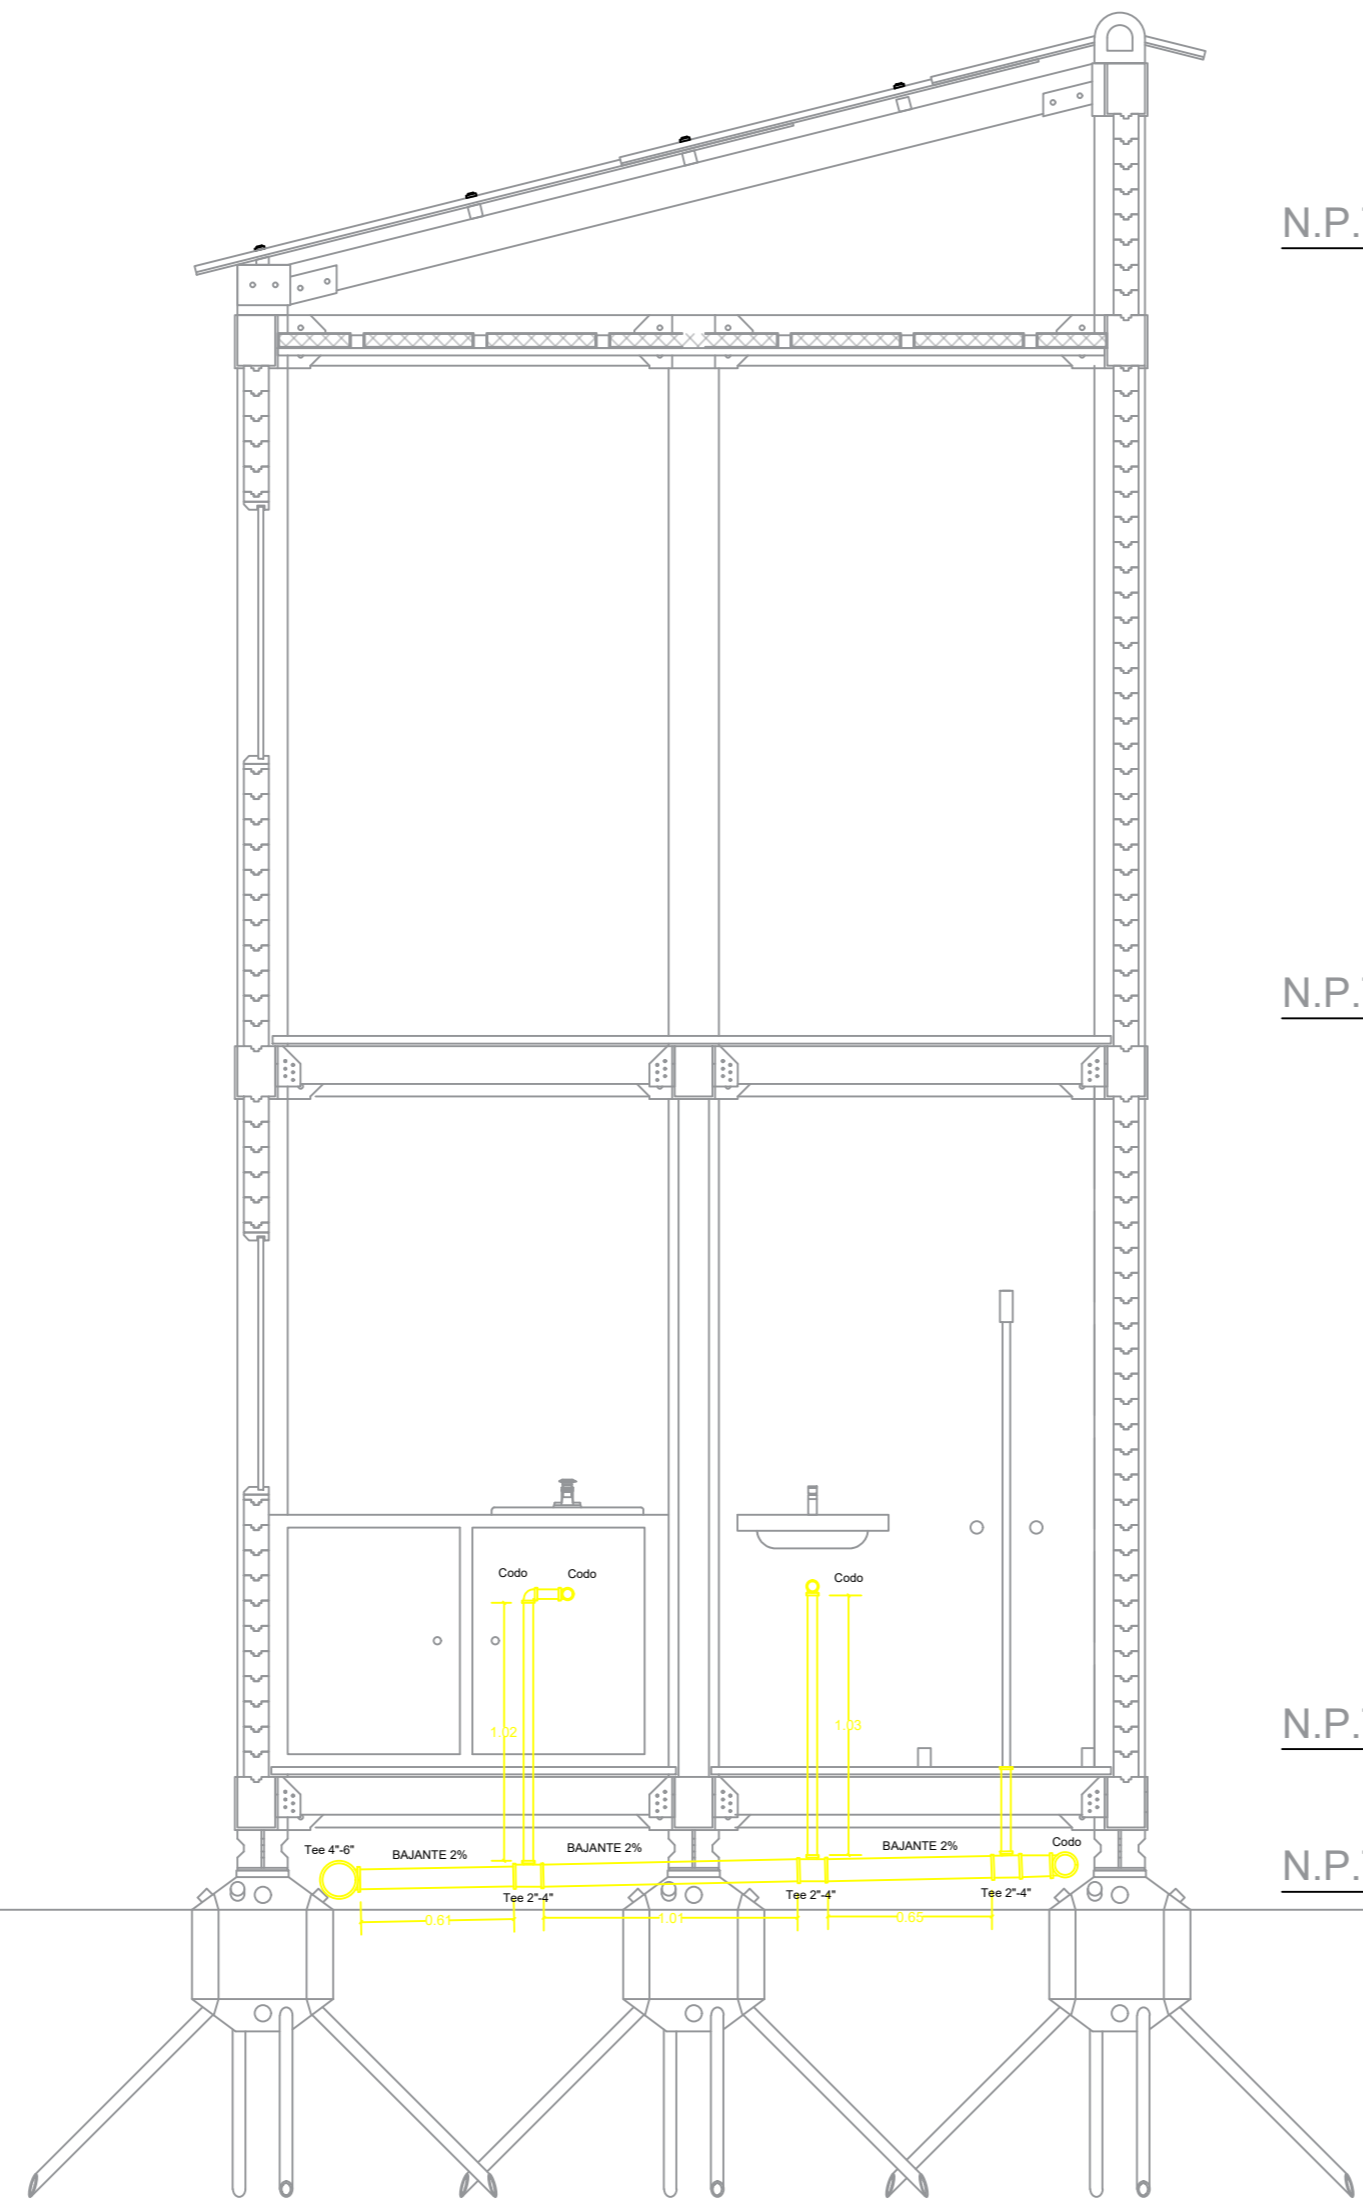 N.P.
N.P.
Codo
Codo
Codo
1.02
1.03
N.P.
Tee 4"-6"
BAJANTE 2%
BAJANTE 2%
BAJANTE 2%
Codo
N.P.
Tee 2"-4"
Tee 2"-4"
Tee 2"-4"
0.61
1.01
0.65